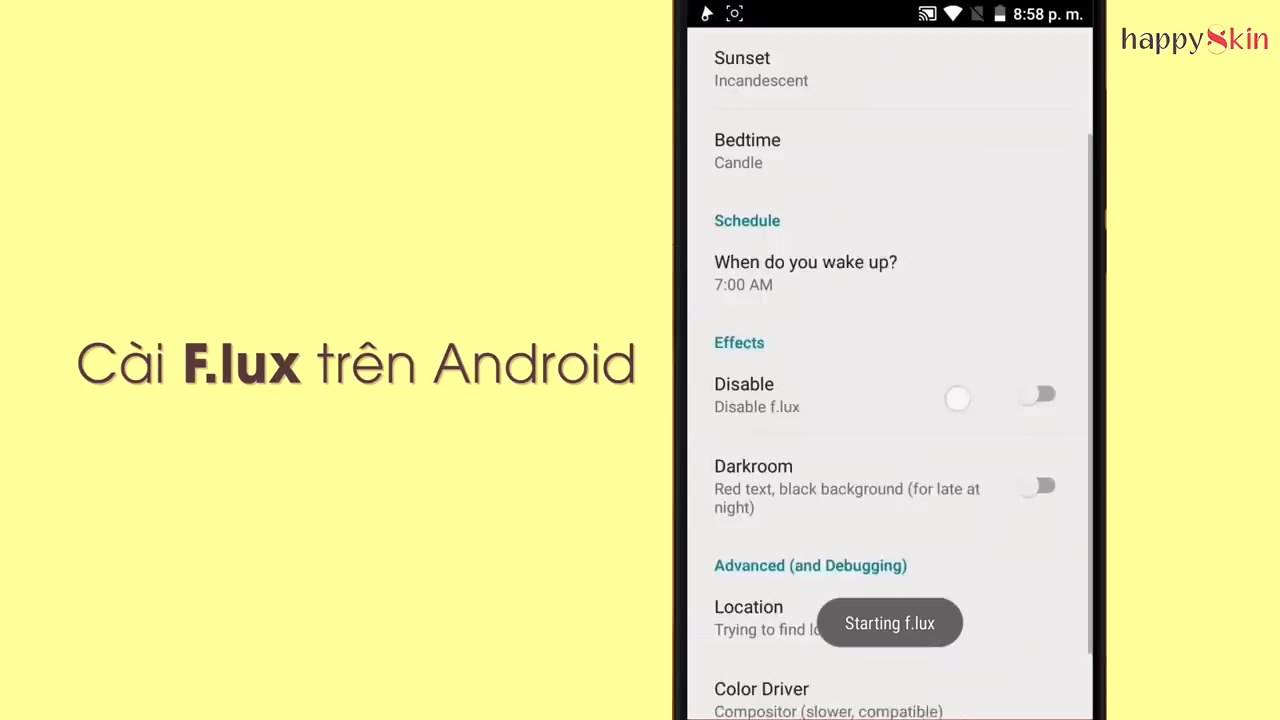 Cài F.lux trên Android
8:58 p. m.
Sunset
Incandescent
Bedtime
Candle
Schedule
When do you wake up?
7:00 AM
Effects
Disable
Disable f.lux
Darkroom
Red text, black background (for late at
night)
Advanced (and Debugging)
Location
Trying to find
Starting f.lux
Color Driver
Compositor (slower, compatible)
happySkin